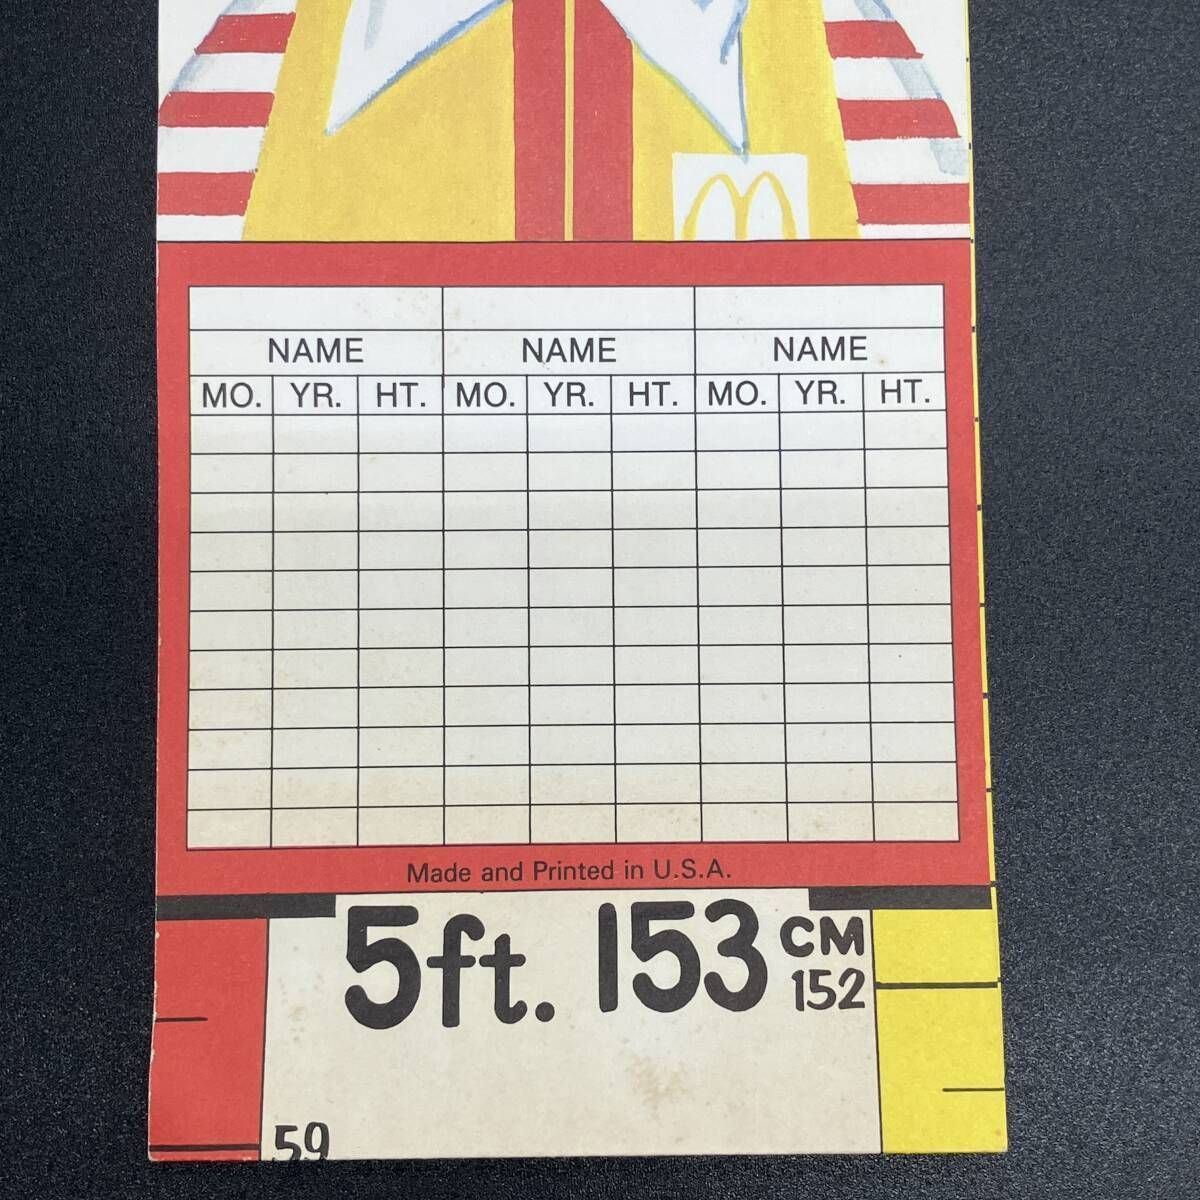 NAME NAME NAME
MO. YR. HT. MO. YR. HT. MO. YR. HT.
Made and Printed in U.S.A.
5ft. 153 CM
152
59